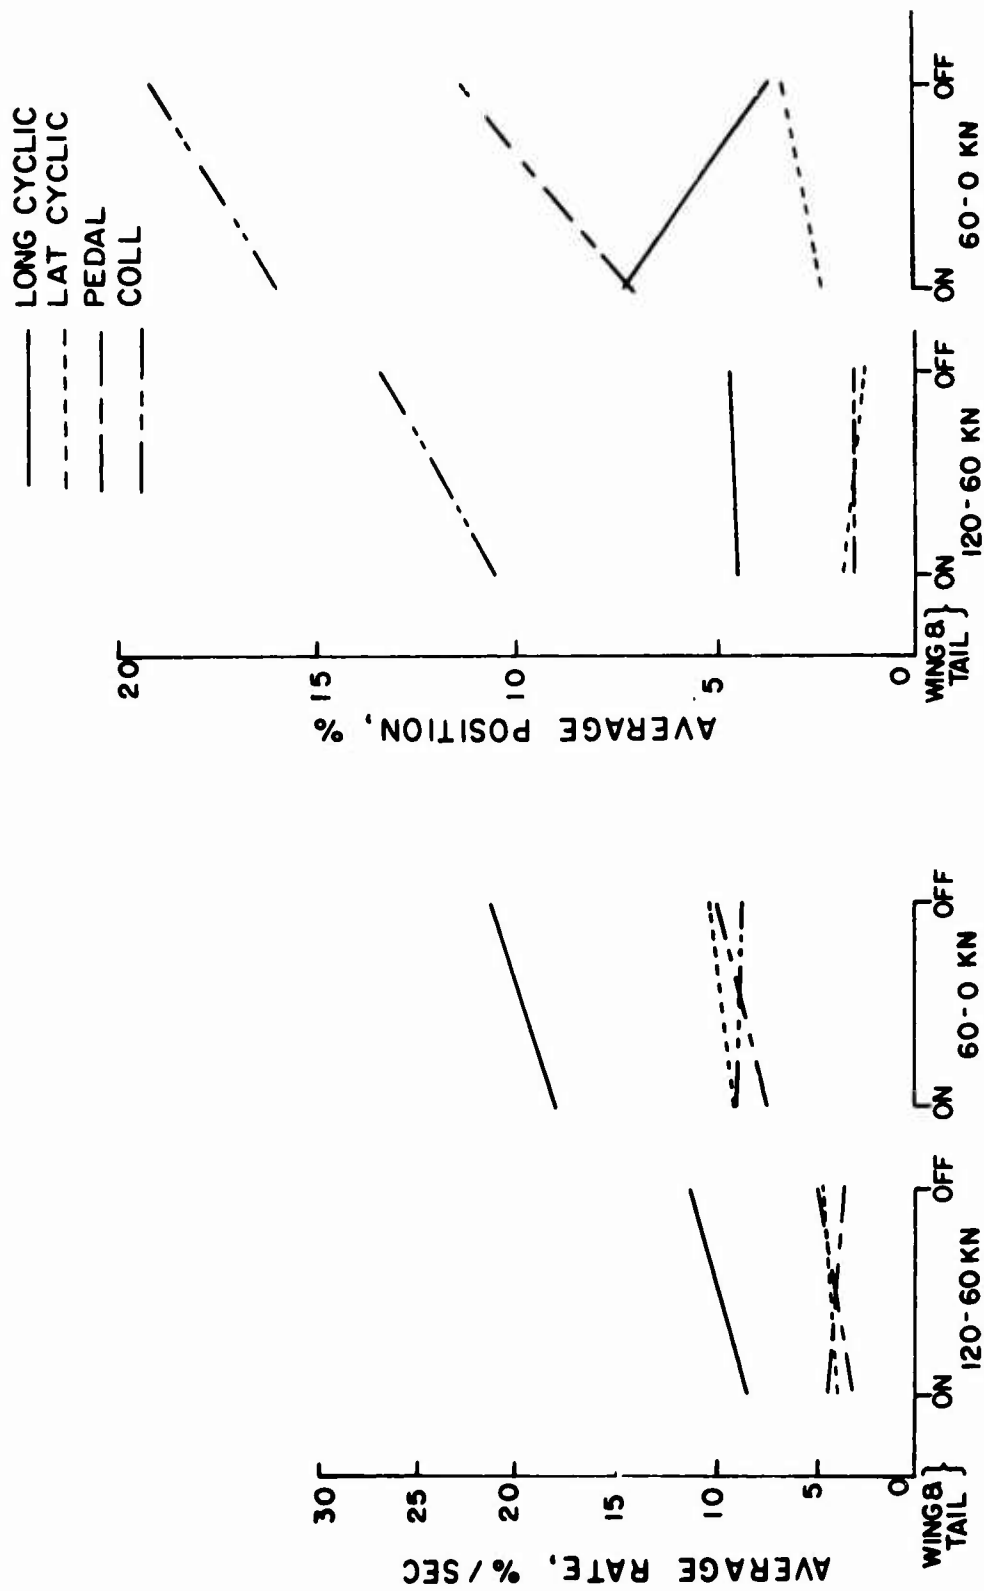 LONG CYCLIC
LAT CYCLIC
PEDAL
COLL
AVERAGE RATE, %/SEC
30
25
20
15
10
5
0
WING &
TAIL }
ON OFF ON OFF
120-60 KN 60-0 KN
AVERAGE POSITION, %
20
15
10
5
0
WING &
TAIL }
ON OFF ON OFF
120-60 KN 60-0 KN